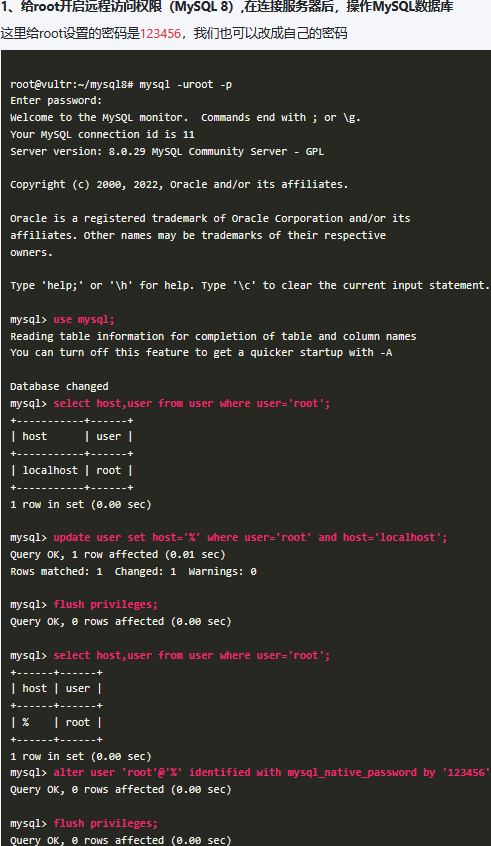 1、给root开启远程访问权限（MySQL 8）,在连接服务器后，操作MySQL数据库
这里给root设置的密码是123456，我们也可以改成自己的密码
root@vultr:~/mysql8# mysql -uroot -p
Enter password:
Welcome to the MySQL monitor.  Commands end with ; or \g.
Your MySQL connection id is 11
Server version: 8.0.29 MySQL Community Server - GPL
Copyright (c) 2000, 2022, Oracle and/or its affiliates.
Oracle is a registered trademark of Oracle Corporation and/or its
affiliates. Other names may be trademarks of their respective
owners.
Type 'help;' or '\h' for help. Type '\c' to clear the current input statement.
mysql> use mysql;
Reading table information for completion of table and column names
You can turn off this feature to get a quicker startup with -A
Database changed
mysql> select host,user from user where user='root';
+-----------+------+
| host      | user |
+-----------+------+
| localhost | root |
+-----------+------+
1 row in set (0.00 sec)
mysql> update user set host='%' where user='root' and host='localhost';
Query OK, 1 row affected (0.01 sec)
Rows matched: 1  Changed: 1  Warnings: 0
mysql> flush privileges;
Query OK, 0 rows affected (0.00 sec)
mysql> select host,user from user where user='root';
+------+------+
| host | user |
+------+------+
| %    | root |
+------+------+
1 row in set (0.00 sec)
mysql> alter user 'root'@'%' identified with mysql_native_password by '123456'
Query OK, 0 rows affected (0.00 sec)
mysql> flush privileges;
Query OK, 0 rows affected (0.00 sec)